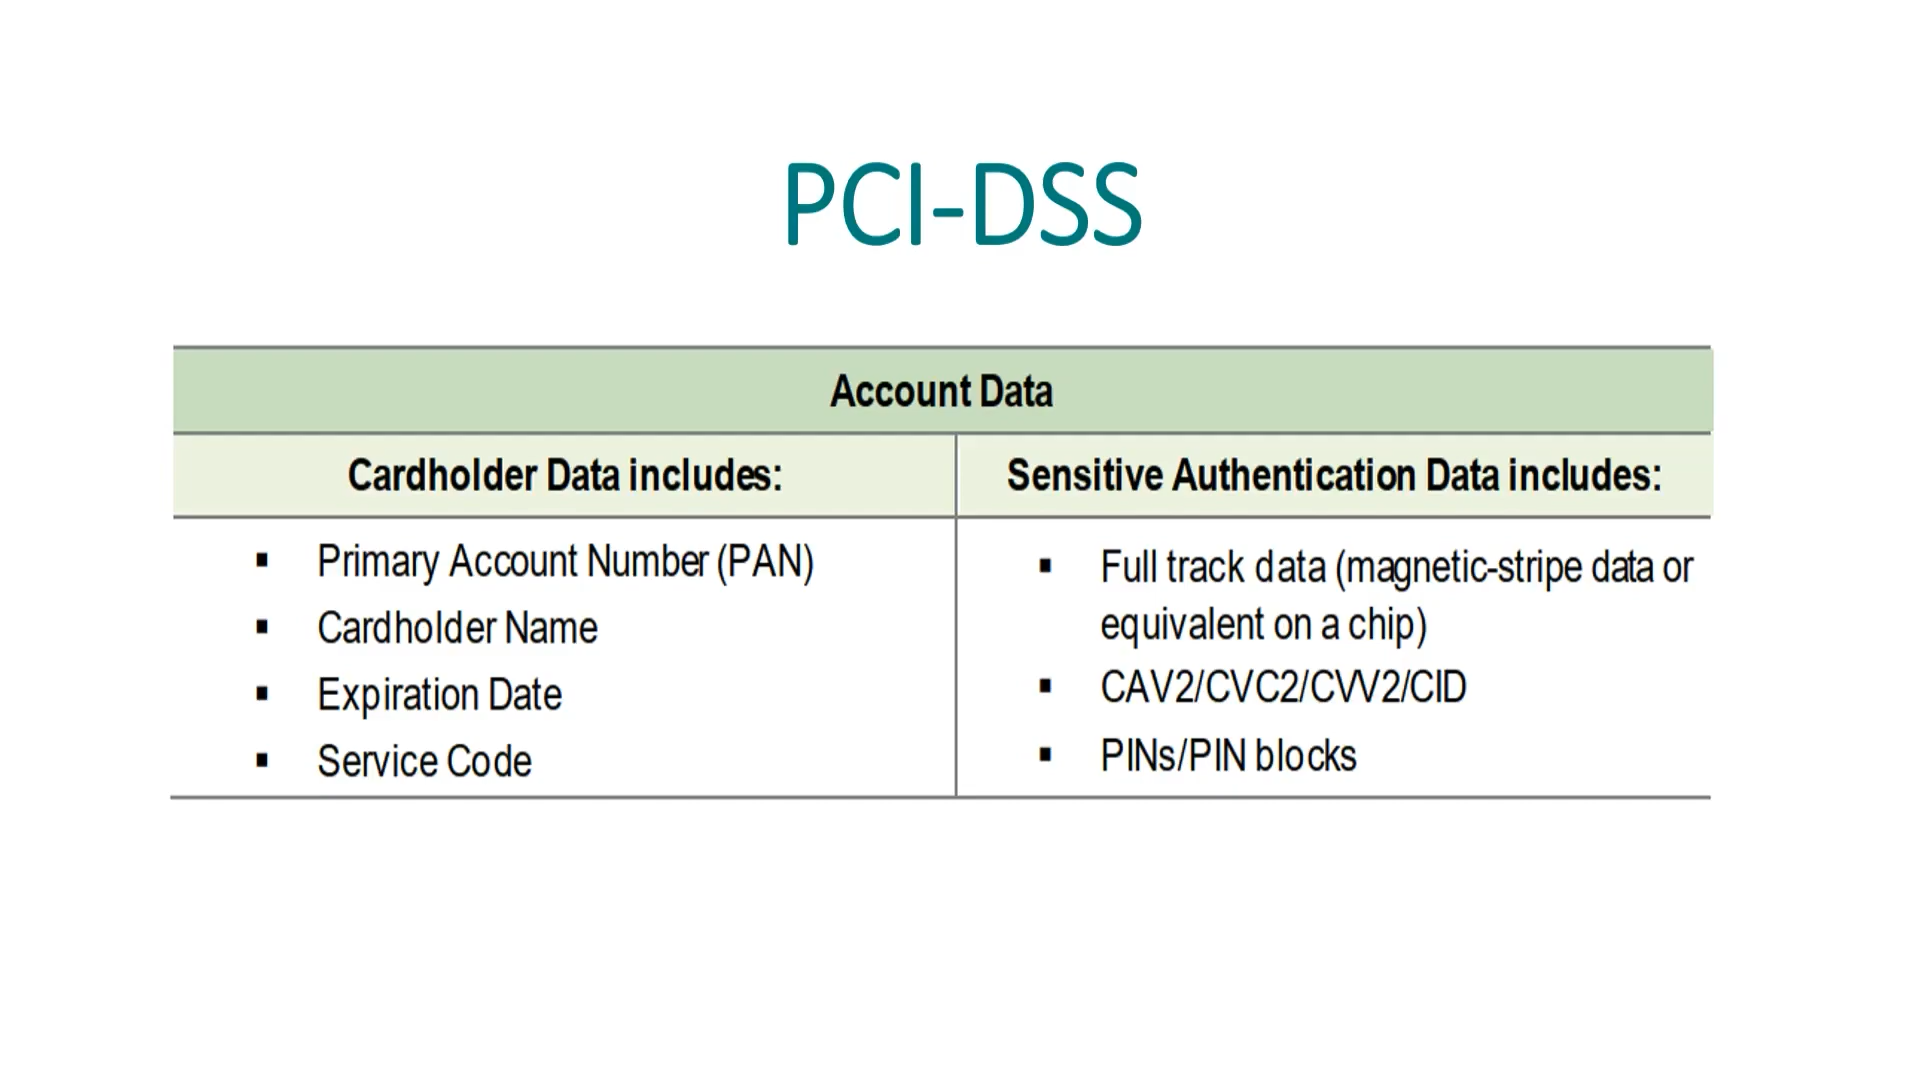 PCI-DSS
Account Data
Cardholder Data includes:
Sensitive Authentication Data includes:
▪ Primary Account Number (PAN)
▪ Cardholder Name
▪ Expiration Date
▪ Service Code
▪ Full track data (magnetic-stripe data or
equivalent on a chip)
▪ CAV2/CVC2/CVV2/CID
▪ PINs/PIN blocks